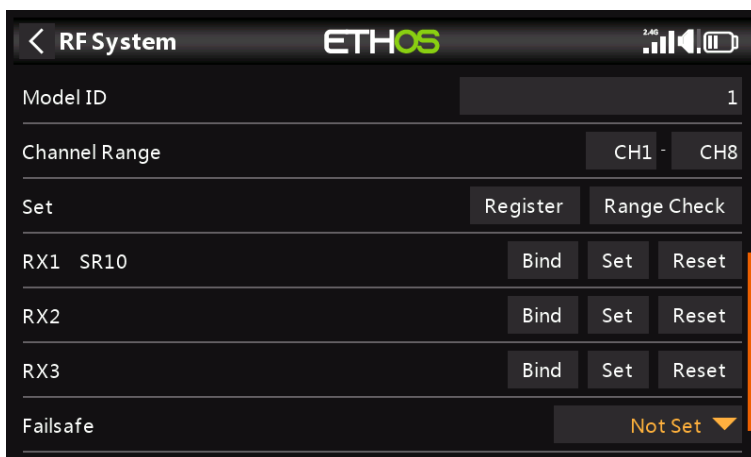 RF System ETHOS 2.4G
Model ID 1
Channel Range CH1 - CH8
Set Register Range Check
RX1 SR10 Bind Set Reset
RX2 Bind Set Reset
RX3 Bind Set Reset
Failsafe Not Set